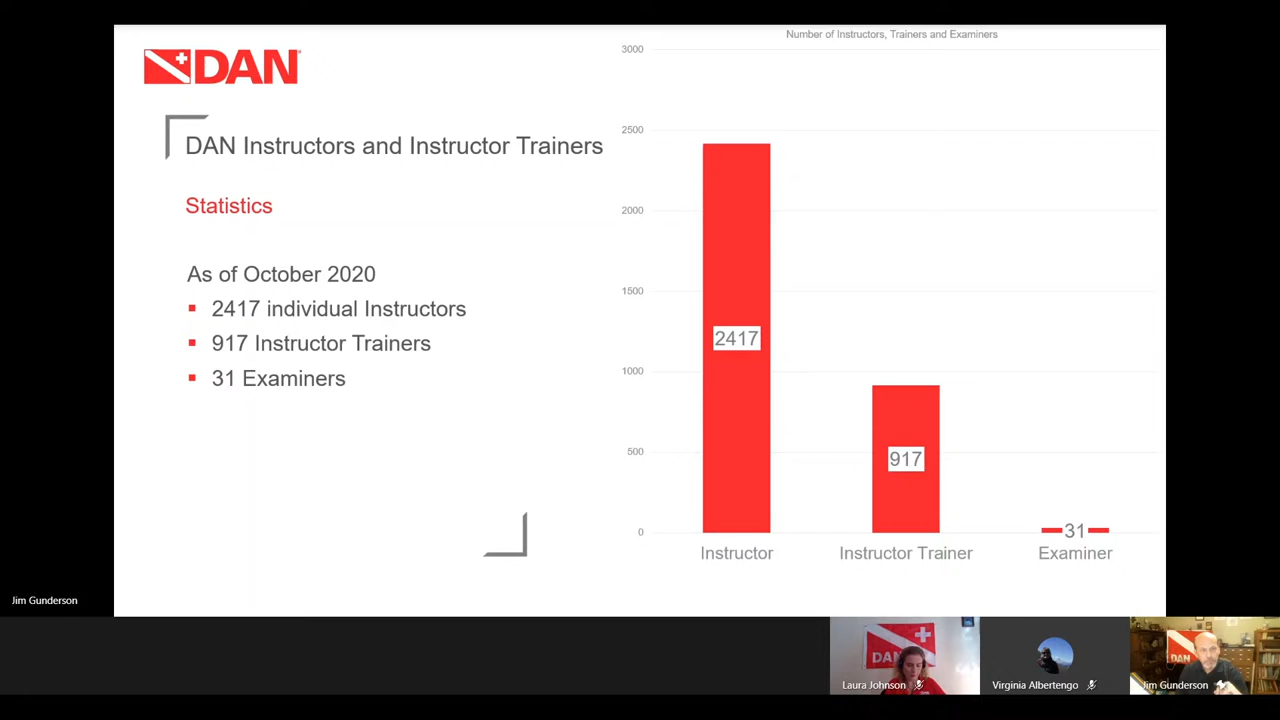 DAN
DAN Instructors and Instructor Trainers
Statistics
As of October 2020
2417 individual Instructors
917 Instructor Trainers
31 Examiners
Number of Instructors, Trainers and Examiners
3000
2500
2000
1500
1000
500
0
2417
917
31
Instructor
Instructor Trainer
Examiner
Jim Gunderson
DAN
Laura Johnson
Virginia Albertengo
DAN
Jim Gunderson